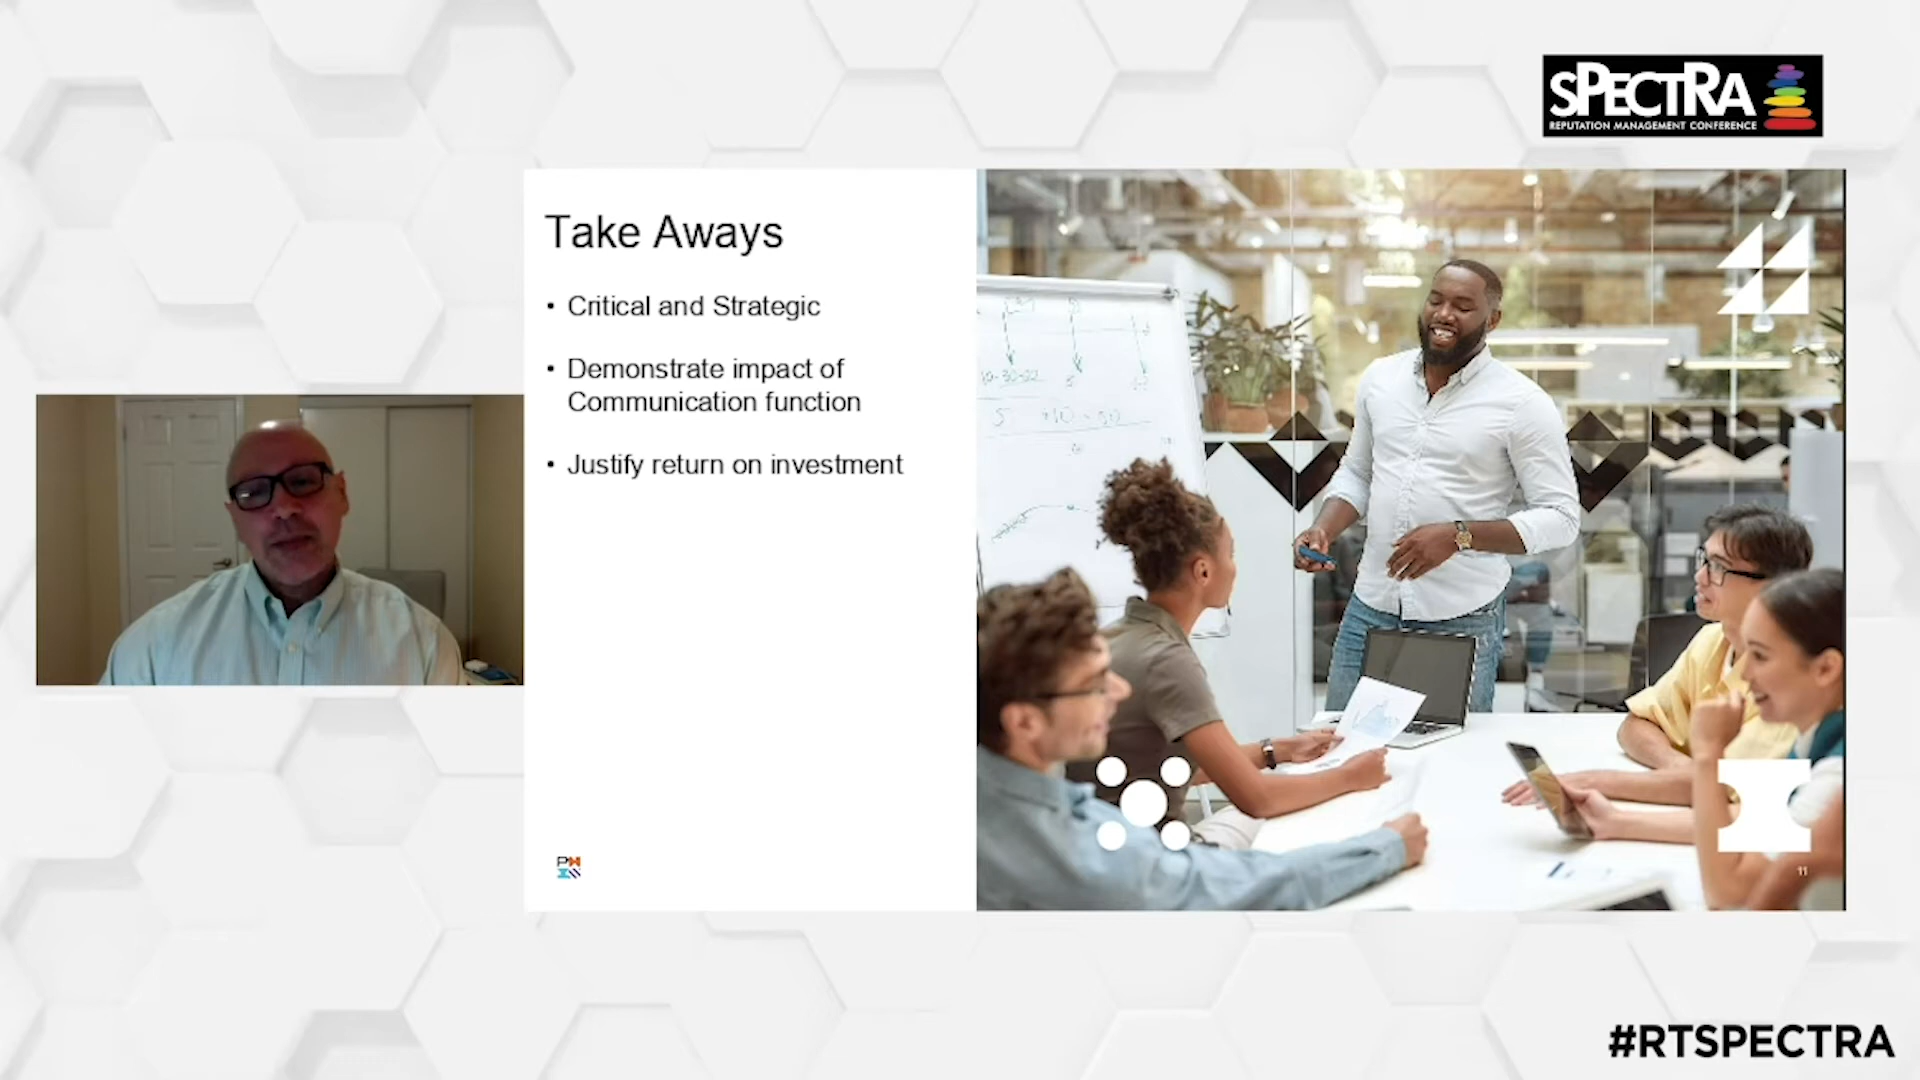 SPECTRA
REPUTATION MANAGEMENT CONFERENCE
Take Aways
• Critical and Strategic
• Demonstrate impact of
Communication function
• Justify return on investment
11
#RTSPECTRA